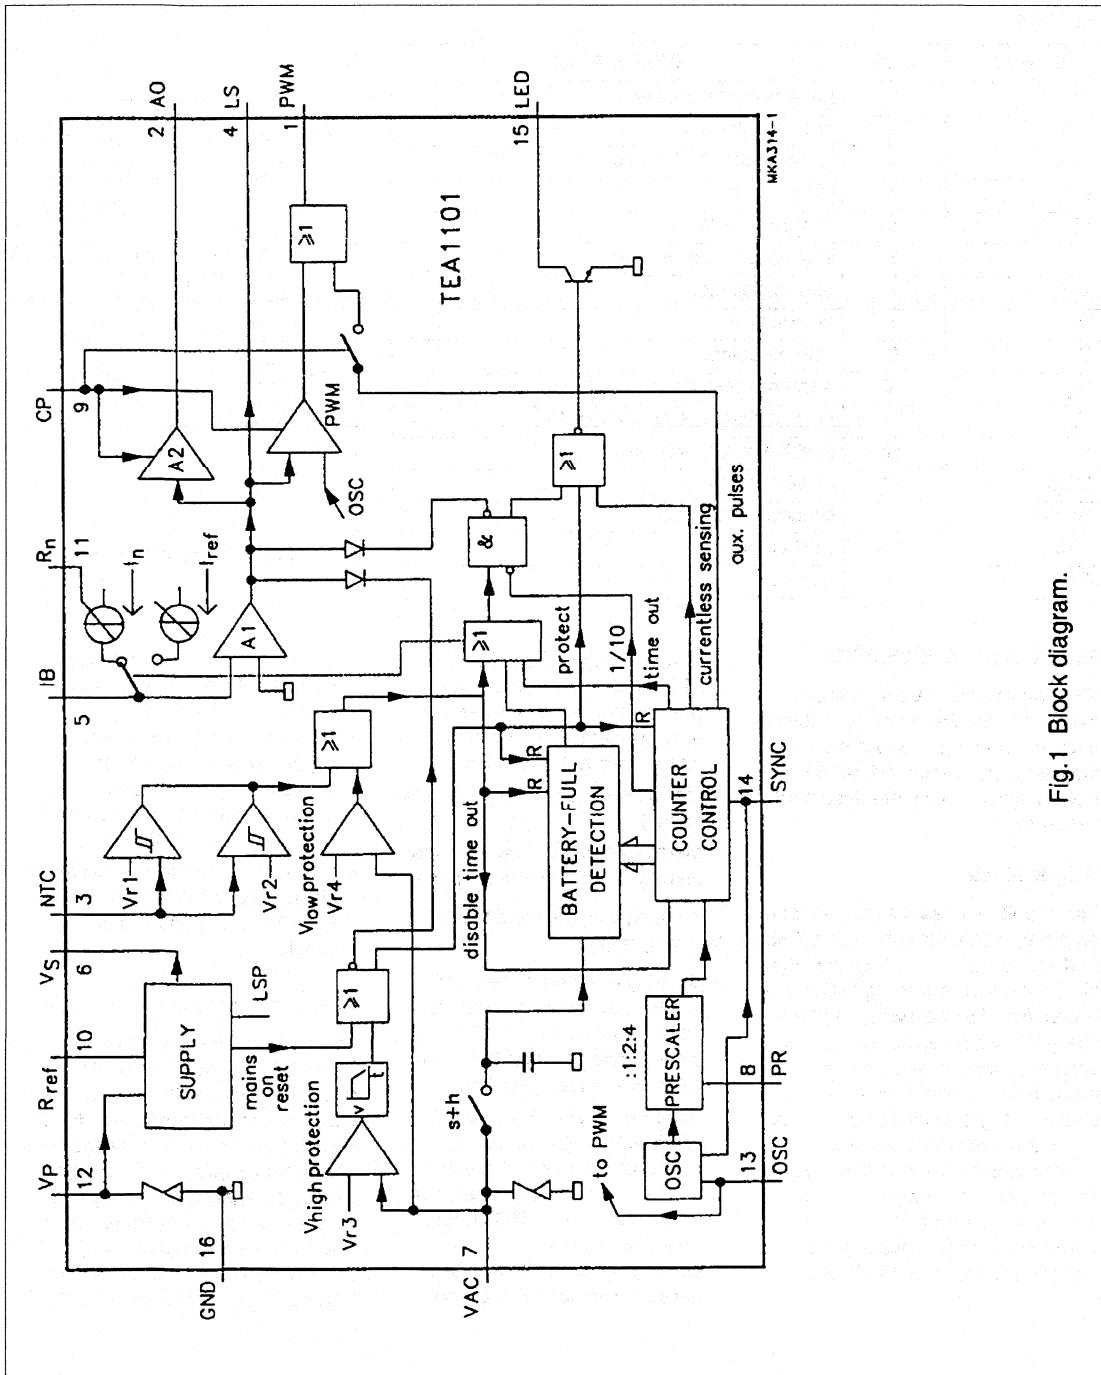 VP
12
Rref
10
VS
6
NTC
3
IB
5
Rn
11
CP
9
AO
2
LS
4
PWM
1
GND
16
SUPPLY
LSP
mains
on
reset
Vr1
Vr2
Vlow protection
Vr4
≥1
In
Iref
A1
A2
OSC
PWM
≥1
TEA1101
Vhigh protection
Vr3
V
t
≥1
disable time out
≥1
&
≥1
LED
15
VAC
7
s+h
R
R
BATTERY-FULL
DETECTION
protect
1/10
time out
currentless sensing
aux. pulses
R
COUNTER
CONTROL
to PWM
OSC
:1:2:4
PRESCALER
13
OSC
8
PR
14
SYNC
MKA314-1
Fig.1 Block diagram.